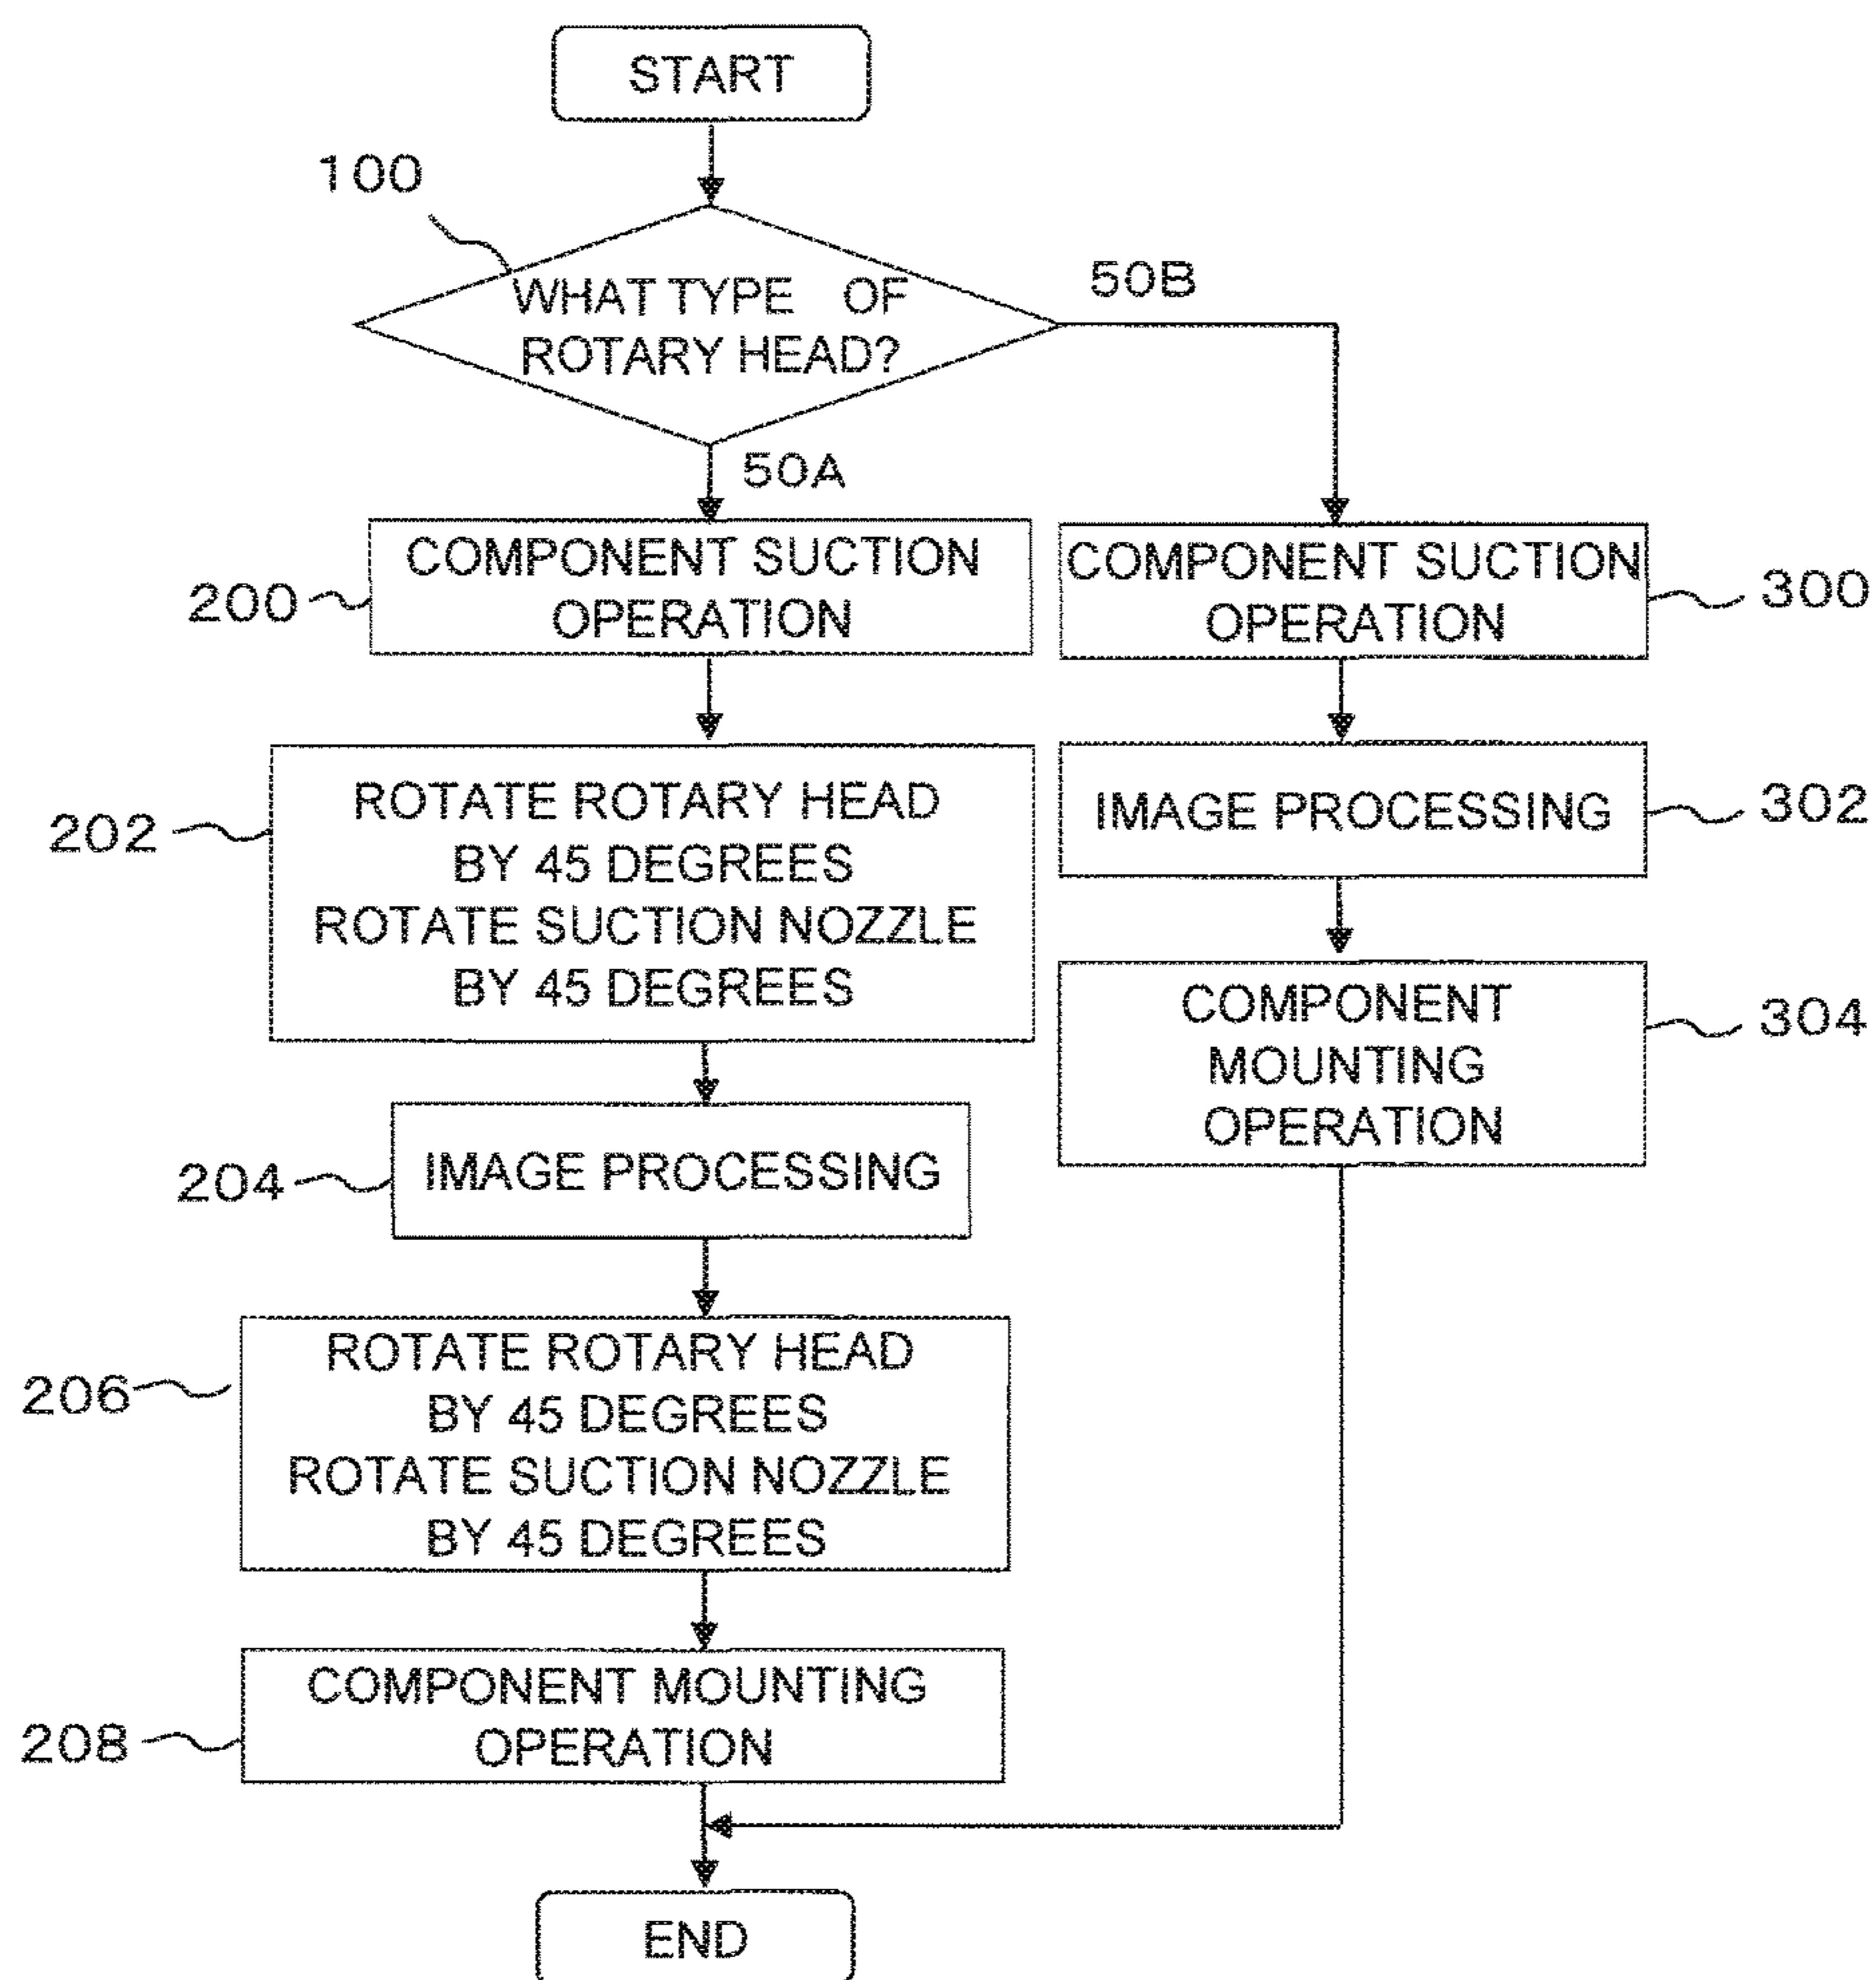 START
100
WHAT TYPE OF
ROTARY HEAD?
50B
50A
COMPONENT SUCTION
OPERATION
200
COMPONENT SUCTION
OPERATION
300
ROTATE ROTARY HEAD
BY 45 DEGREES
ROTATE SUCTION NOZZLE
BY 45 DEGREES
202
IMAGE PROCESSING
302
COMPONENT
MOUNTING
OPERATION
304
IMAGE PROCESSING
204
ROTATE ROTARY HEAD
BY 45 DEGREES
ROTATE SUCTION NOZZLE
BY 45 DEGREES
206
COMPONENT MOUNTING
OPERATION
208
END